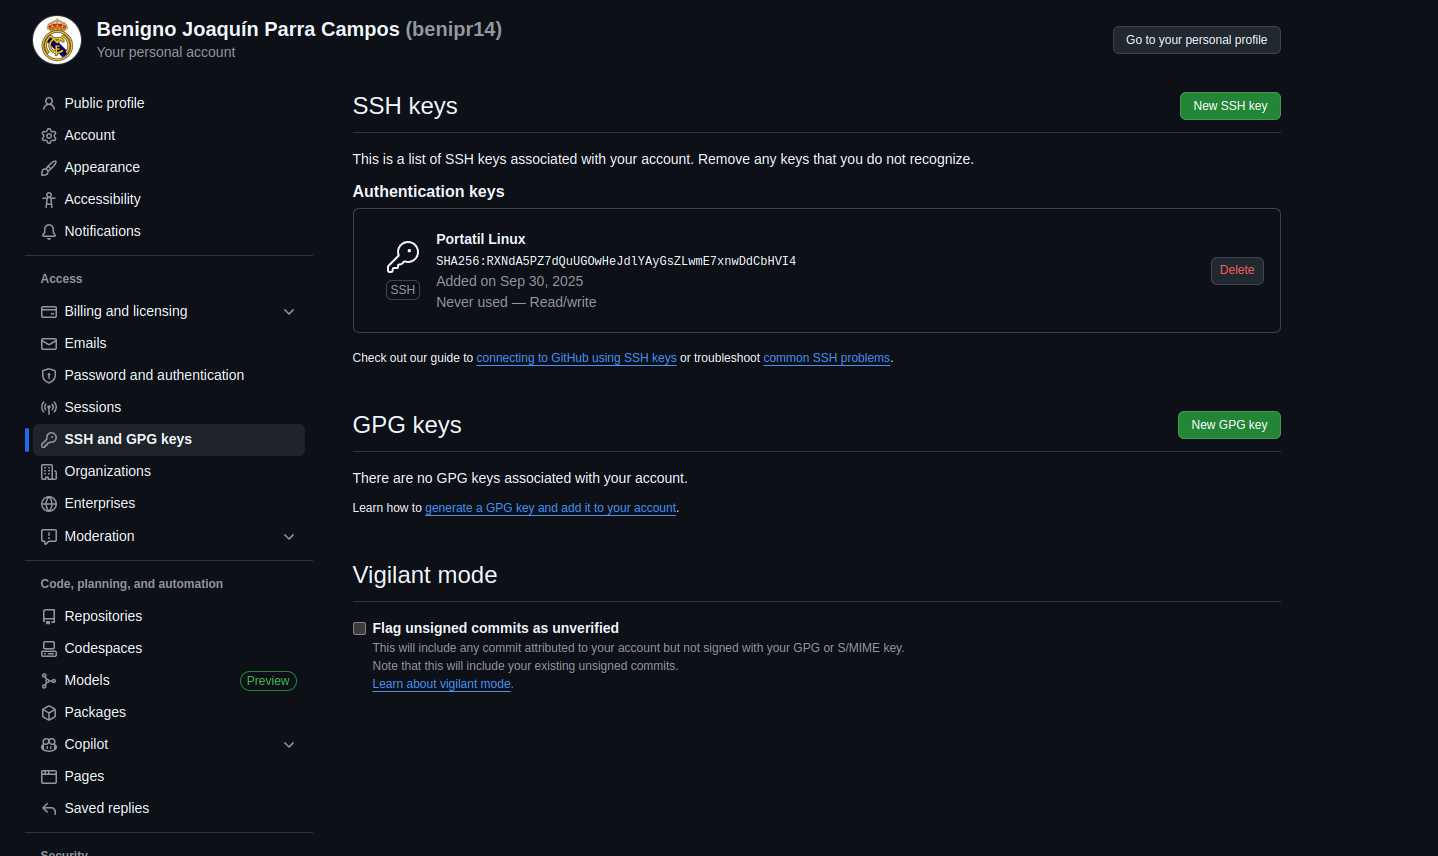 Benigno Joaquín Parra Campos (benipr14)
Your personal account
Go to your personal profile
Public profile
Account
Appearance
Accessibility
Notifications
Access
Billing and licensing
Emails
Password and authentication
Sessions
SSH and GPG keys
Organizations
Enterprises
Moderation
Code, planning, and automation
Repositories
Codespaces
Models Preview
Packages
Copilot
Pages
Saved replies
Security
SSH keys
New SSH key
This is a list of SSH keys associated with your account. Remove any keys that you do not recognize.
Authentication keys
Portatil Linux
SHA256:RXNdA5PZ7dQuUGOwHeJdlYAyGsZLwmE7xnwDdCbHVI4
SSH
Added on Sep 30, 2025
Never used — Read/write
Delete
Check out our guide to connecting to GitHub using SSH keys or troubleshoot common SSH problems.
GPG keys
New GPG key
There are no GPG keys associated with your account.
Learn how to generate a GPG key and add it to your account.
Vigilant mode
Flag unsigned commits as unverified
This will include any commit attributed to your account but not signed with your GPG or S/MIME key.
Note that this will include your existing unsigned commits.
Learn about vigilant mode.